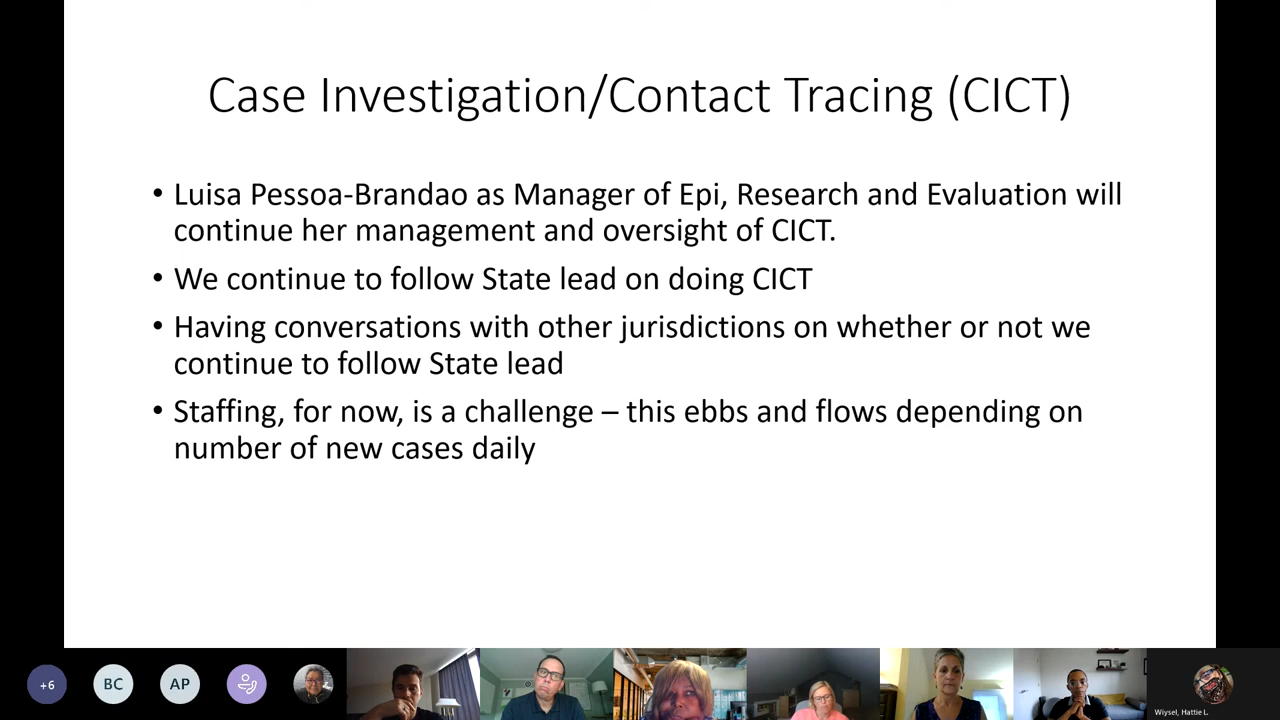 Case Investigation/Contact Tracing (CICT)
• Luisa Pessoa-Brandao as Manager of Epi, Research and Evaluation will
continue her management and oversight of CICT.
• We continue to follow State lead on doing CICT
• Having conversations with other jurisdictions on whether or not we
continue to follow State lead
• Staffing, for now, is a challenge – this ebbs and flows depending on
number of new cases daily
+6
BC
AP
Wiysel, Hattie L.